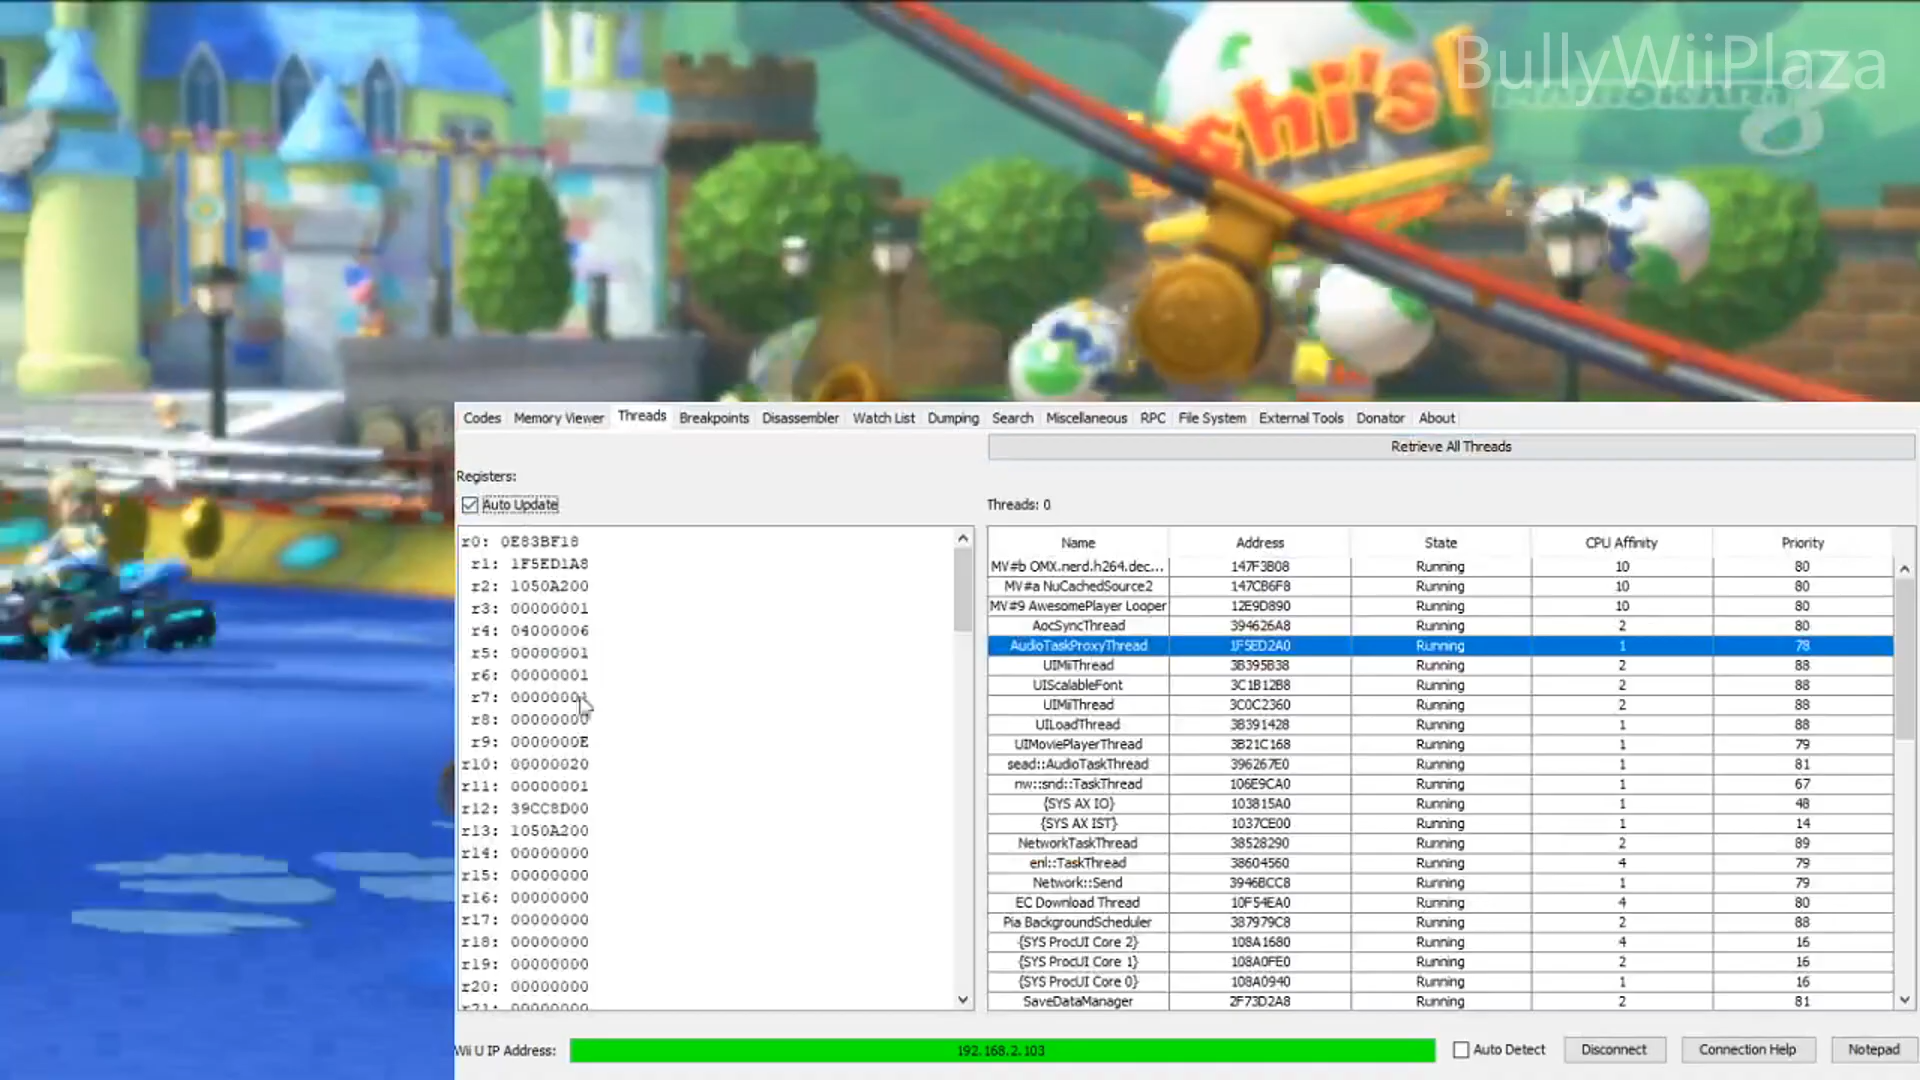 BullyWiiPlaza
shi's!
MARIOKART 8
Codes Memory Viewer Threads Breakpoints Disassembler Watch List Dumping Search Miscellaneous RPC File System External Tools Donator About
Retrieve All Threads
Registers:
Auto Update
Threads: 0
r0: 0E83BF18
r1: 1F5ED1A8
r2: 1050A200
r3: 00000001
r4: 04000006
r5: 00000001
r6: 00000001
r7: 00000001
r8: 00000000
r9: 0000000E
r10: 00000020
r11: 00000001
r12: 39CC8D00
r13: 1050A200
r14: 00000000
r15: 00000000
r16: 00000000
r17: 00000000
r18: 00000000
r19: 00000000
r20: 00000000
r21: 00000000
Name Address State CPU Affinity Priority
MV#b OMX.nerd.h264.dec... 147F3B08 Running 10 80
MV#a NuCachedSource2 147CB6F8 Running 10 80
MV#9 AwesomePlayer Looper 12E9D890 Running 10 80
AocSyncThread 394626A8 Running 2 80
AudioTaskProxyThread 1F5ED2A0 Running 1 78
UIMiiThread 3B395B38 Running 2 88
UIScalableFont 3C1B12B8 Running 2 88
UIMiiThread 3C0C2360 Running 2 88
UILoadThread 3B391428 Running 1 88
UIMoviePlayerThread 3B21C168 Running 1 79
sead::AudioTaskThread 396267E0 Running 1 81
nw::snd::TaskThread 106E9CA0 Running 1 67
{SYS AX IO} 103815A0 Running 1 48
{SYS AX IST} 1037CE00 Running 1 14
NetworkTaskThread 38528290 Running 2 89
enl::TaskThread 38604560 Running 4 79
Network::Send 3946BCC8 Running 1 79
EC Download Thread 10F54EA0 Running 4 80
Pia BackgroundScheduler 387979C8 Running 2 88
{SYS ProcUI Core 2} 108A1680 Running 4 16
{SYS ProcUI Core 1} 108A0FE0 Running 2 16
{SYS ProcUI Core 0} 108A0940 Running 1 16
SaveDataManager 2F73D2A8 Running 2 81
Wii U IP Address: 192.168.2.103 Auto Detect Disconnect Connection Help Notepad